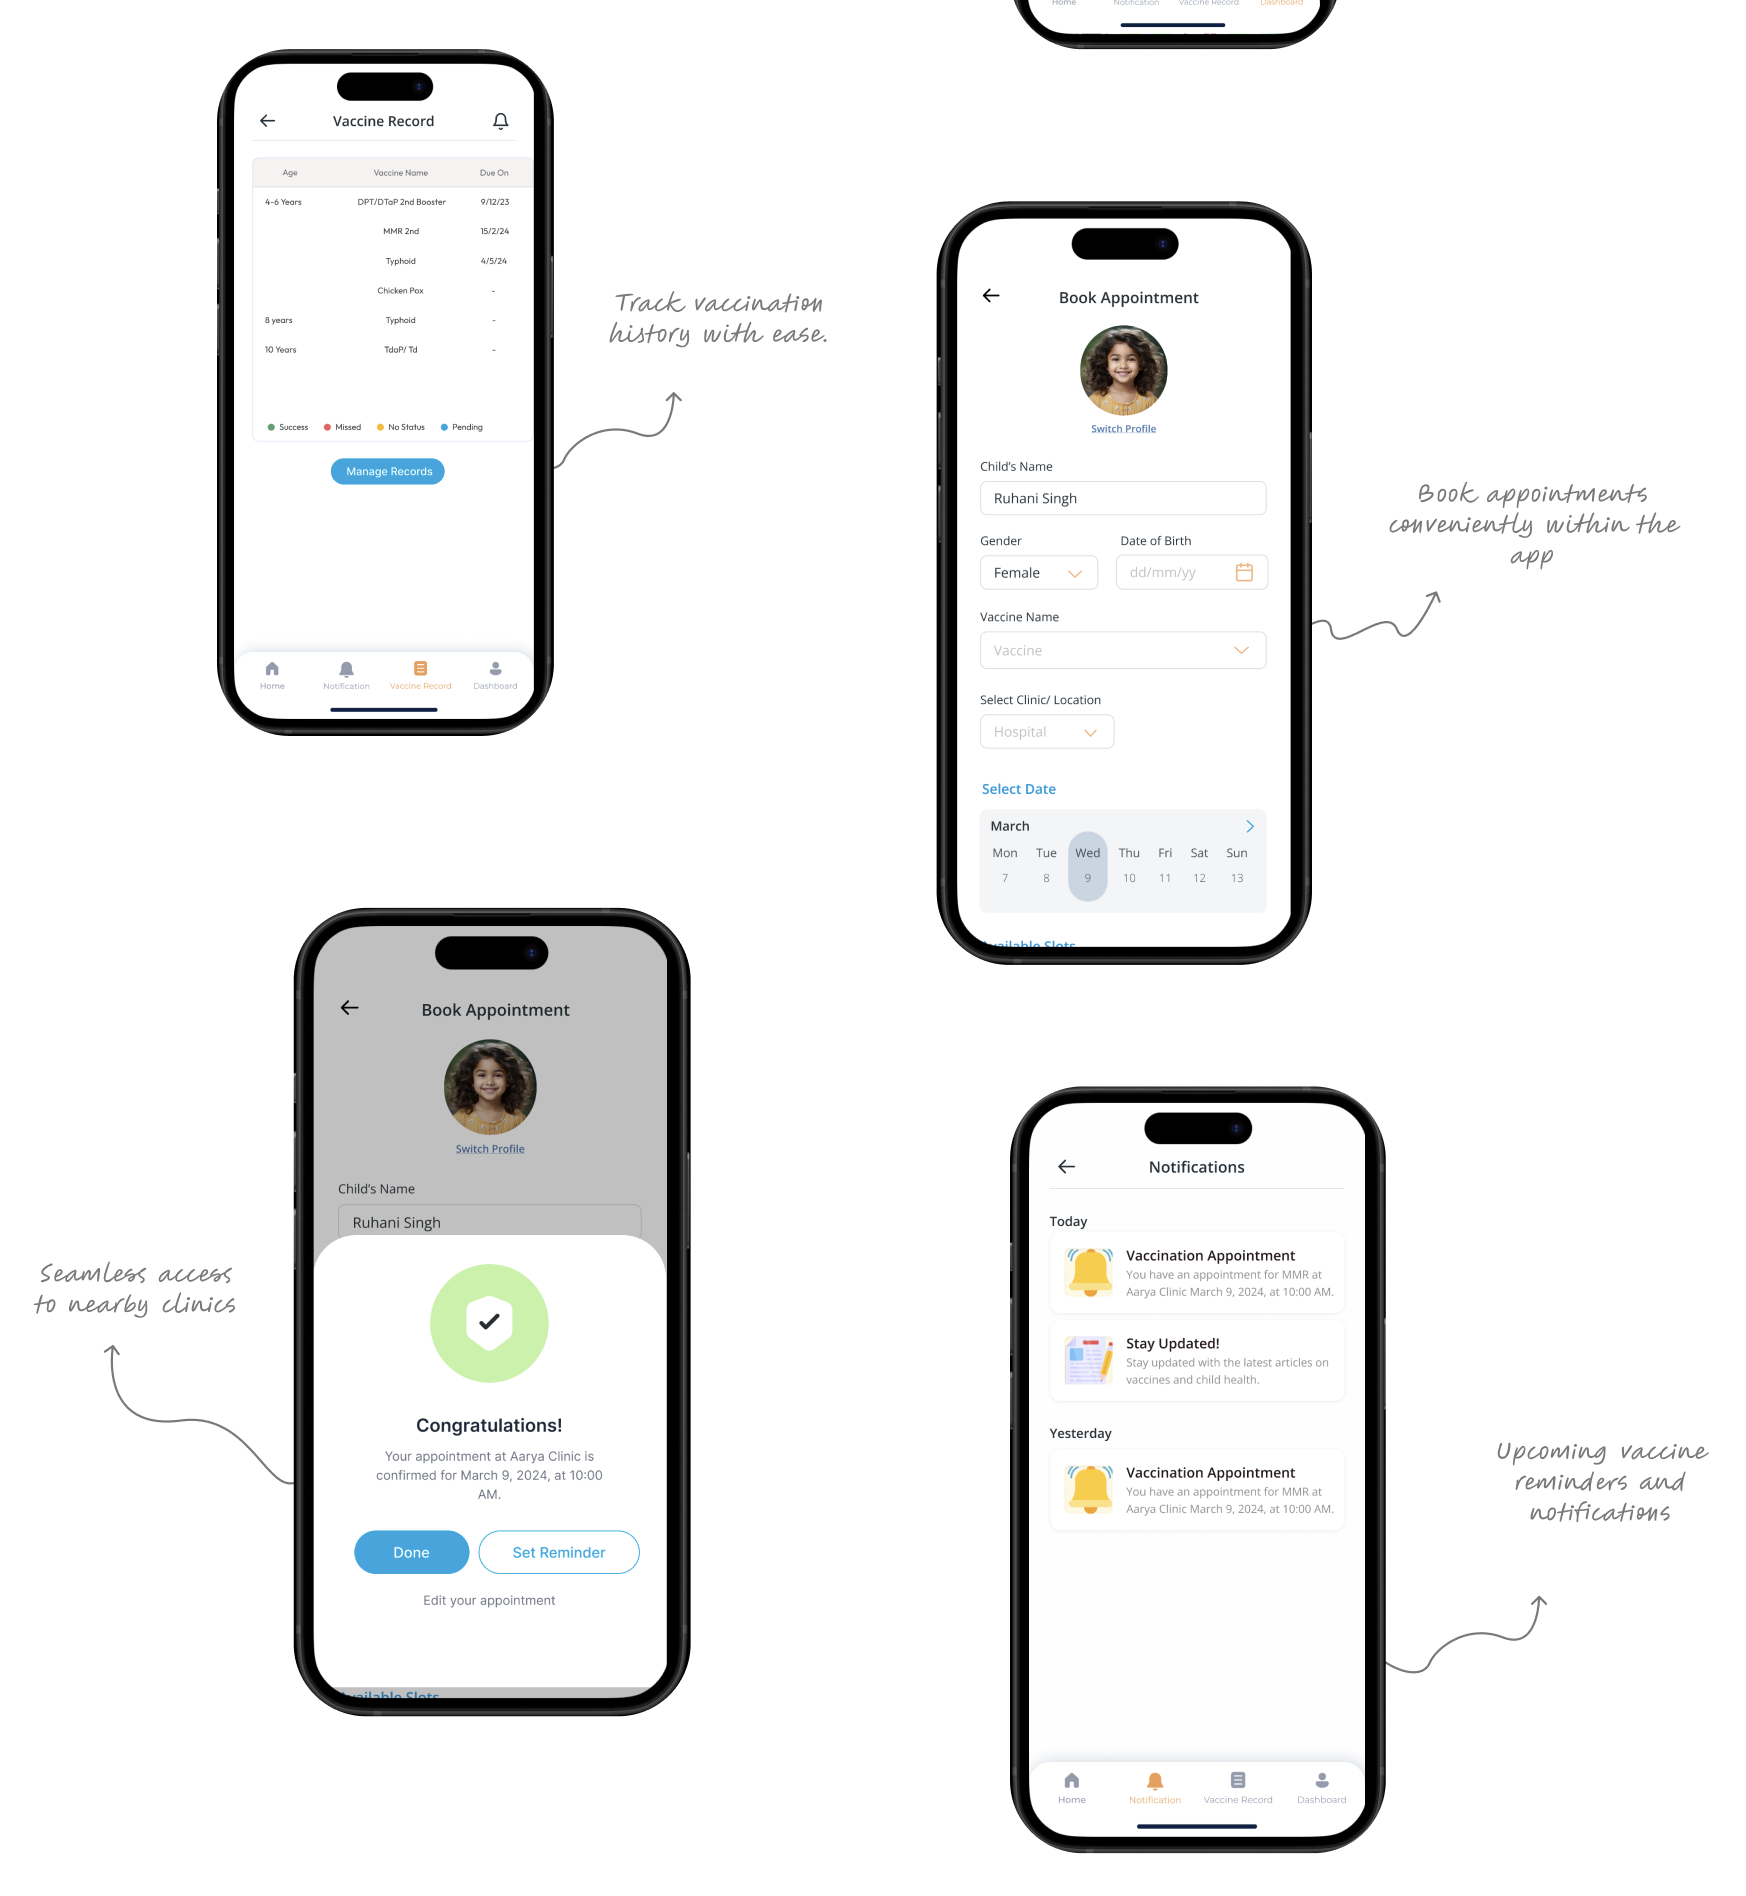 Home Notification Vaccine Record Dashboard
Vaccine Record
Age Vaccine Name Due On
4-6 Years DPT/DTaP 2nd Booster 9/12/23
MMR 2nd 15/2/24
Typhoid 4/5/24
Chicken Pox -
8 years Typhoid -
10 Years TdaP/ Td -
Success Missed No Status Pending
Manage Records
Home Notification Vaccine Record Dashboard
Track vaccination
history with ease.
Book Appointment
Switch Profile
Child's Name
Ruhani Singh
Gender Date of Birth
Female dd/mm/yy
Vaccine Name
Vaccine
Select Clinic/ Location
Hospital
Select Date
March
Mon Tue Wed Thu Fri Sat Sun
7 8 9 10 11 12 13
Available Slots
Book appointments
conveniently within the
app
Book Appointment
Switch Profile
Child's Name
Ruhani Singh
Congratulations!
Your appointment at Aarya Clinic is
confirmed for March 9, 2024, at 10:00
AM.
Done Set Reminder
Edit your appointment
Available Slots
Seamless access
to nearby clinics
Notifications
Today
Vaccination Appointment
You have an appointment for MMR at
Aarya Clinic March 9, 2024, at 10:00 AM.
Stay Updated!
Stay updated with the latest articles on
vaccines and child health.
Yesterday
Vaccination Appointment
You have an appointment for MMR at
Aarya Clinic March 9, 2024, at 10:00 AM.
Home Notification Vaccine Record Dashboard
Upcoming vaccine
reminders and
notifications